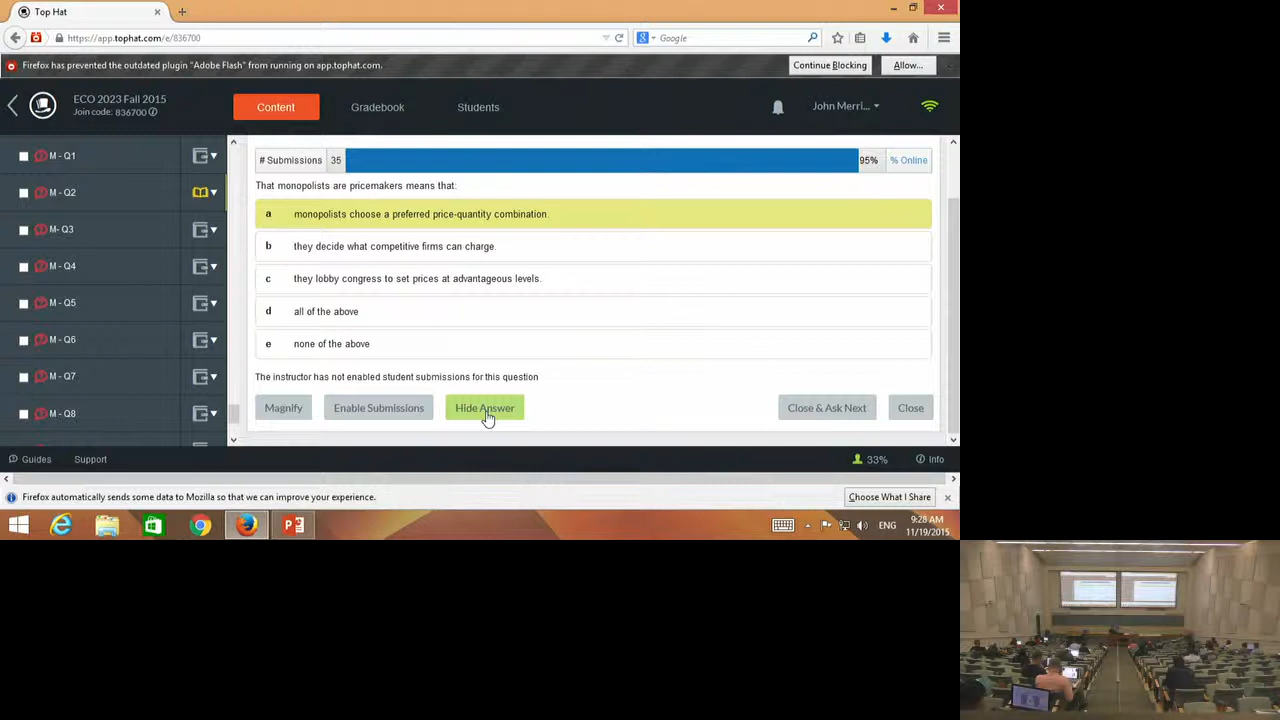 Top Hat
https://app.tophat.com/e/836700
Google
Firefox has prevented the outdated plugin "Adobe Flash" from running on app.tophat.com.
Continue Blocking
Allow...
ECO 2023 Fall 2015
Join code: 836700
Content
Gradebook
Students
John Merri...
M - Q1
M - Q2
M- Q3
M - Q4
M - Q5
M - Q6
M - Q7
M - Q8
# Submissions 35 95% % Online
That monopolists are pricemakers means that:
a monopolists choose a preferred price-quantity combination.
b they decide what competitive firms can charge.
c they lobby congress to set prices at advantageous levels.
d all of the above
e none of the above
The instructor has not enabled student submissions for this question
Magnify
Enable Submissions
Hide Answer
Close & Ask Next
Close
Guides
Support
33%
Info
Firefox automatically sends some data to Mozilla so that we can improve your experience.
Choose What I Share
ENG
9:28 AM
11/19/2015